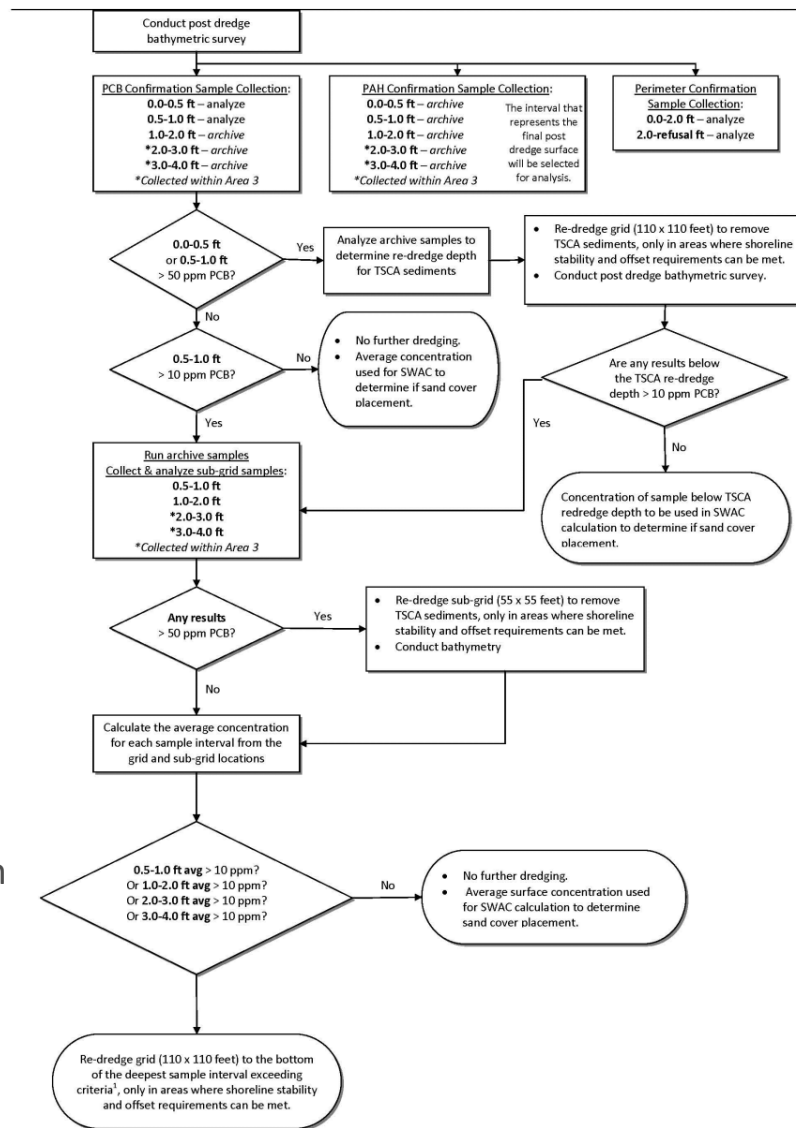 Conduct post dredge
bathymetric survey
PCB Confirmation Sample Collection:
0.0-0.5 ft – analyze
0.5-1.0 ft – analyze
1.0-2.0 ft – archive
*2.0-3.0 ft – archive
*3.0-4.0 ft – archive
*Collected within Area 3
PAH Confirmation Sample Collection:
0.0-0.5 ft – archive
0.5-1.0 ft – archive
1.0-2.0 ft – archive
*2.0-3.0 ft – archive
*3.0-4.0 ft – archive
*Collected within Area 3
The interval that
represents the
final post
dredge surface
will be selected
for analysis.
Perimeter Confirmation
Sample Collection:
0.0-2.0 ft – analyze
2.0-refusal ft – analyze
0.0-0.5 ft
or 0.5-1.0 ft
> 50 ppm PCB?
Yes
Analyze archive samples to
determine re-dredge depth
for TSCA sediments
• Re-dredge grid (110 x 110 feet) to remove
TSCA sediments, only in areas where shoreline
stability and offset requirements can be met.
• Conduct post dredge bathymetric survey.
No
0.5-1.0 ft
> 10 ppm PCB?
No
• No further dredging.
• Average concentration
used for SWAC to
determine if sand cover
placement.
Are any results below
the TSCA re-dredge
depth > 10 ppm PCB?
Yes
Yes
No
Run archive samples
Collect & analyze sub-grid samples:
0.5-1.0 ft
1.0-2.0 ft
*2.0-3.0 ft
*3.0-4.0 ft
*Collected within Area 3
Concentration of sample below TSCA
redredge depth to be used in SWAC
calculation to determine if sand cover
placement.
Any results
> 50 ppm PCB?
Yes
• Re-dredge sub-grid (55 x 55 feet) to remove
TSCA sediments, only in areas where shoreline
stability and offset requirements can be met.
• Conduct bathymetry
No
Calculate the average concentration
for each sample interval from the
grid and sub-grid locations
0.5-1.0 ft avg > 10 ppm?
Or 1.0-2.0 ft avg > 10 ppm?
Or 2.0-3.0 ft avg > 10 ppm?
Or 3.0-4.0 ft avg > 10 ppm?
No
• No further dredging.
• Average surface concentration used
for SWAC calculation to determine
sand cover placement.
Re-dredge grid (110 x 110 feet) to the bottom
of the deepest sample interval exceeding
criteria¹, only in areas where shoreline stability
and offset requirements can be met.